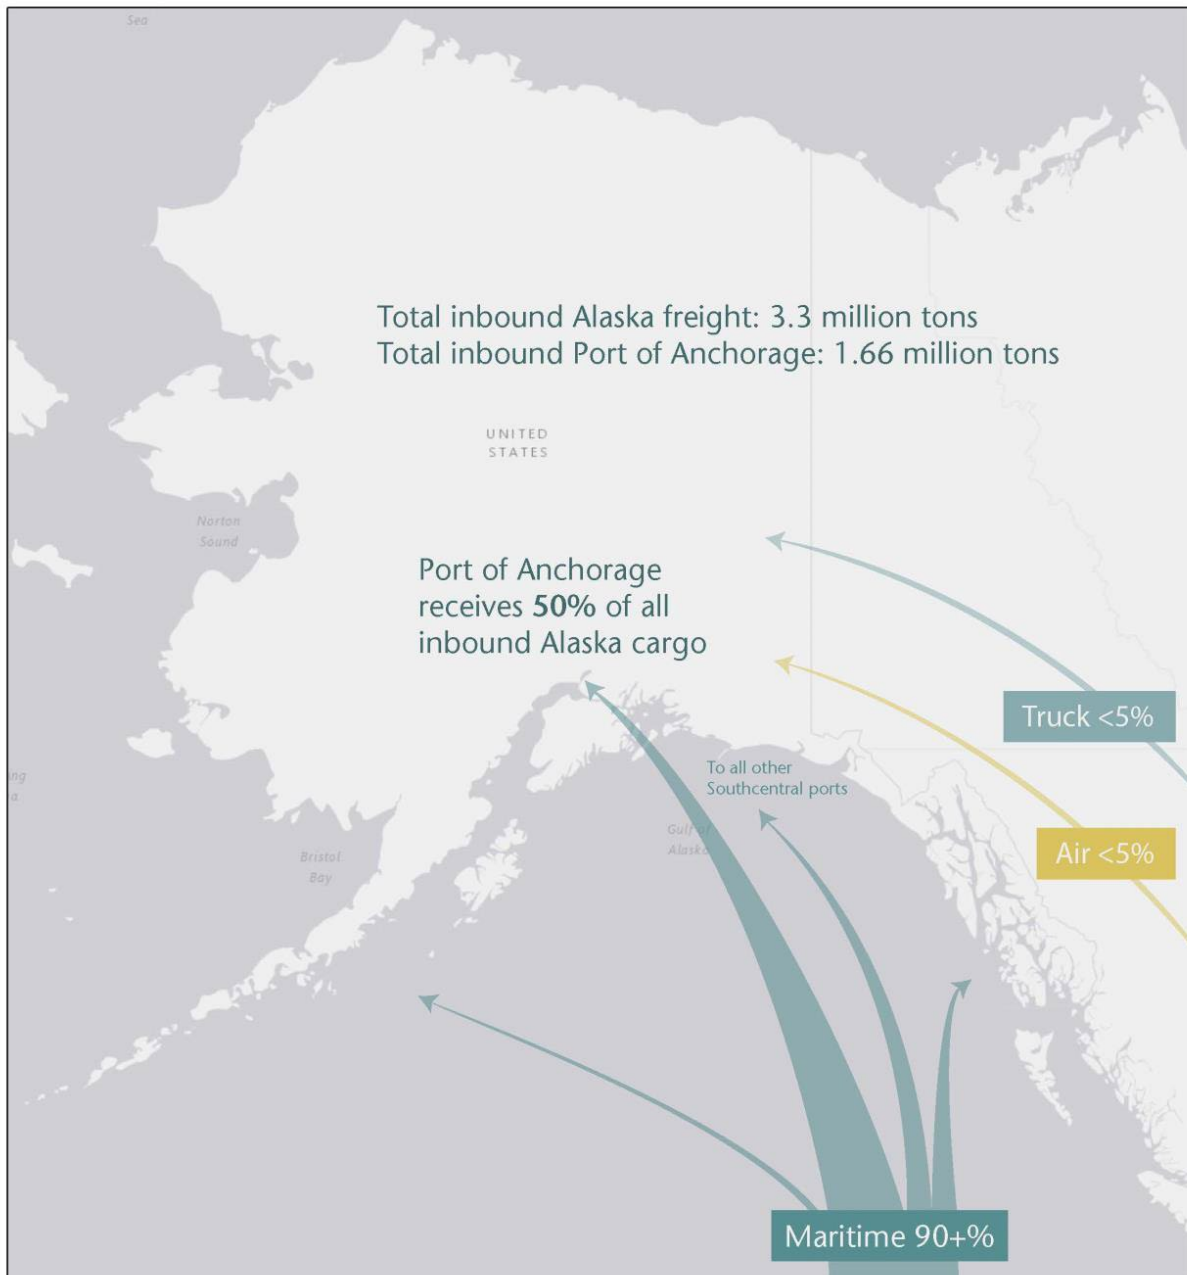 Sea
Total inbound Alaska freight: 3.3 million tons
Total inbound Port of Anchorage: 1.66 million tons
UNITED
STATES
Norton
Sound
Port of Anchorage
receives 50% of all
inbound Alaska cargo
Truck <5%
To all other
Southcentral ports
ing
a
Gulf of
Alaska
Air <5%
Bristol
Bay
Maritime 90+%